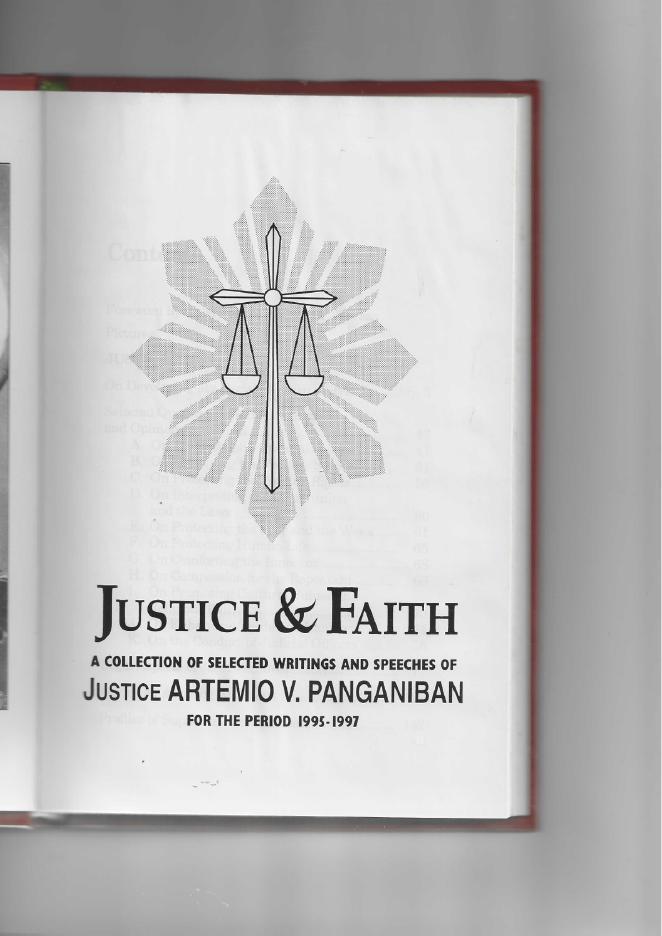 JUSTICE & FAITH
A COLLECTION OF SELECTED WRITINGS AND SPEECHES OF
JUSTICE ARTEMIO V. PANGANIBAN
FOR THE PERIOD 1995-1997